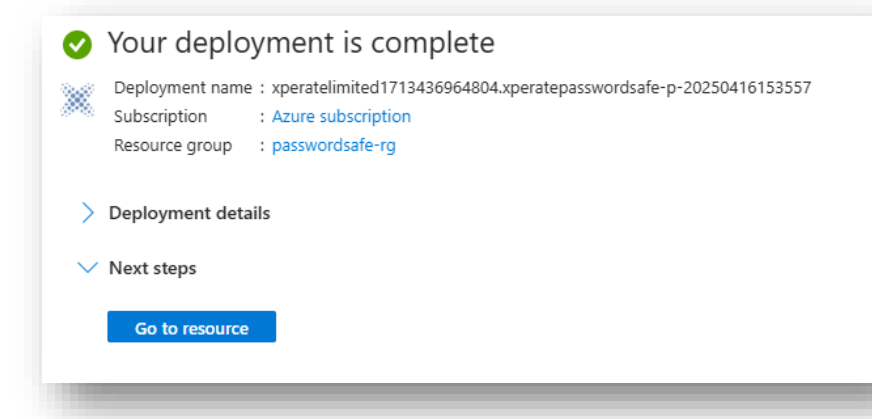 Your deployment is complete
Deployment name : xperatelimited1713436964804.xperatepasswordsafe-p-20250416153557
Subscription : Azure subscription
Resource group : passwordsafe-rg
Deployment details
Next steps
Go to resource